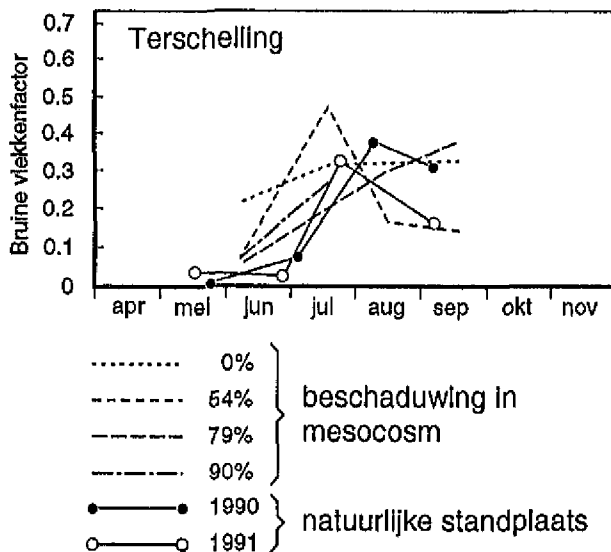 Terschelling
Bruine vlekkenfactor
0.7
0.6
0.5
0.4
0.3
0.2
0.1
0
apr mei jun jul aug sep okt nov
0%
54%
79%
90%
beschaduwing in
mesocosm
1990
1991
natuurlijke standplaats